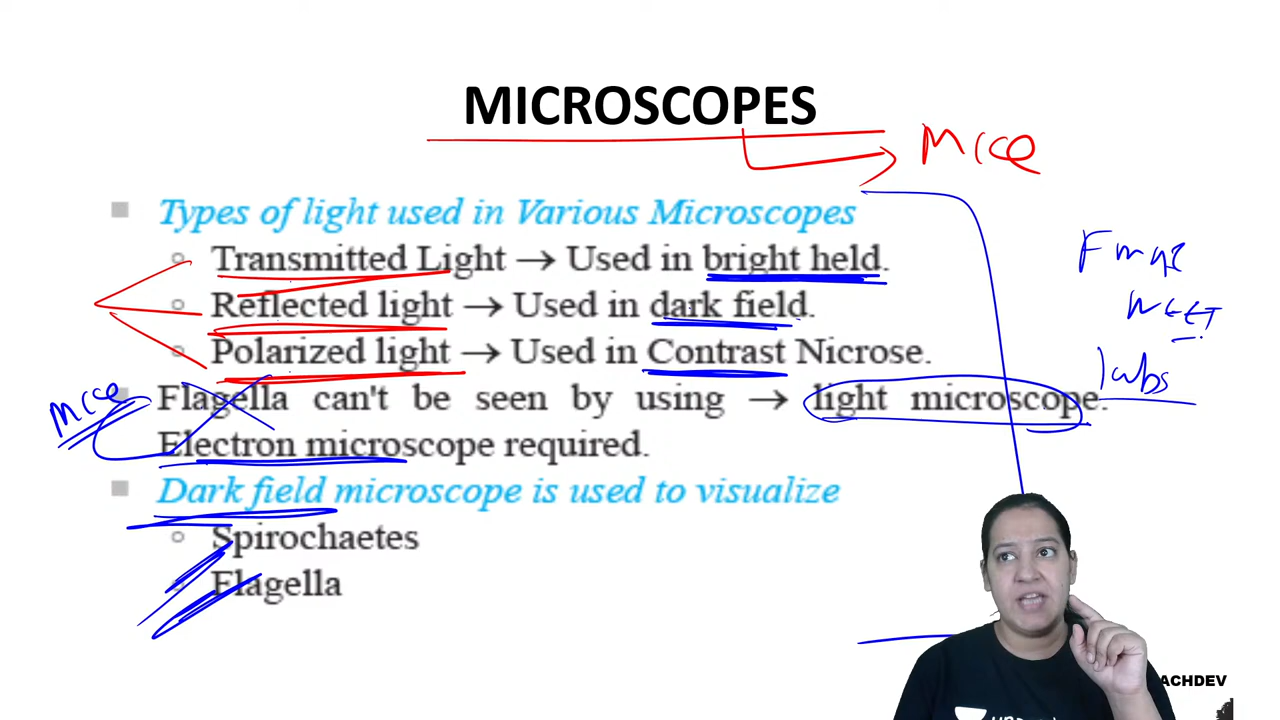 MICROSCOPES
MCQ
Types of light used in Various Microscopes
Transmitted Light → Used in bright held.
Reflected light → Used in dark field.
Polarized light → Used in Contrast Nicrose.
Flagella can't be seen by using → light microscope.
Electron microscope required.
Dark field microscope is used to visualize
Spirochaetes
Flagella
MCQ
Fmge
NEET
labs
ACHDEV